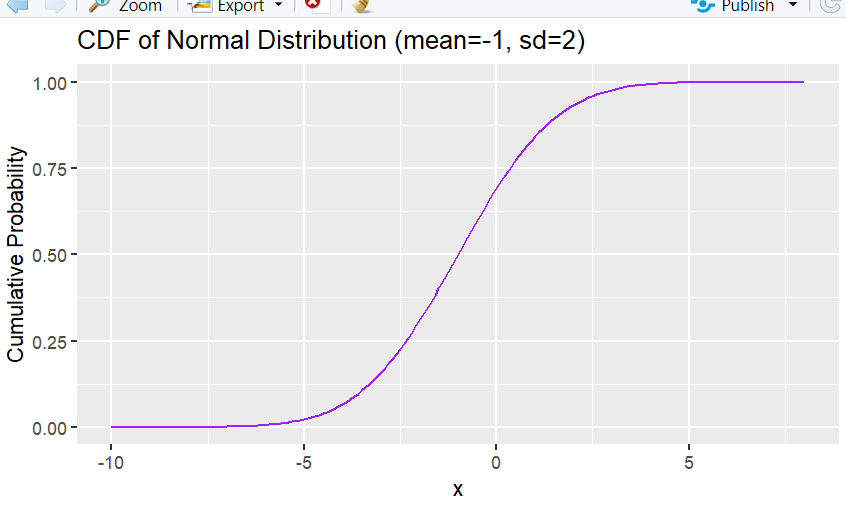 Zoom Export Publish
CDF of Normal Distribution (mean=-1, sd=2)
Cumulative Probability
1.00
0.75
0.50
0.25
0.00
-10 -5 0 5
x